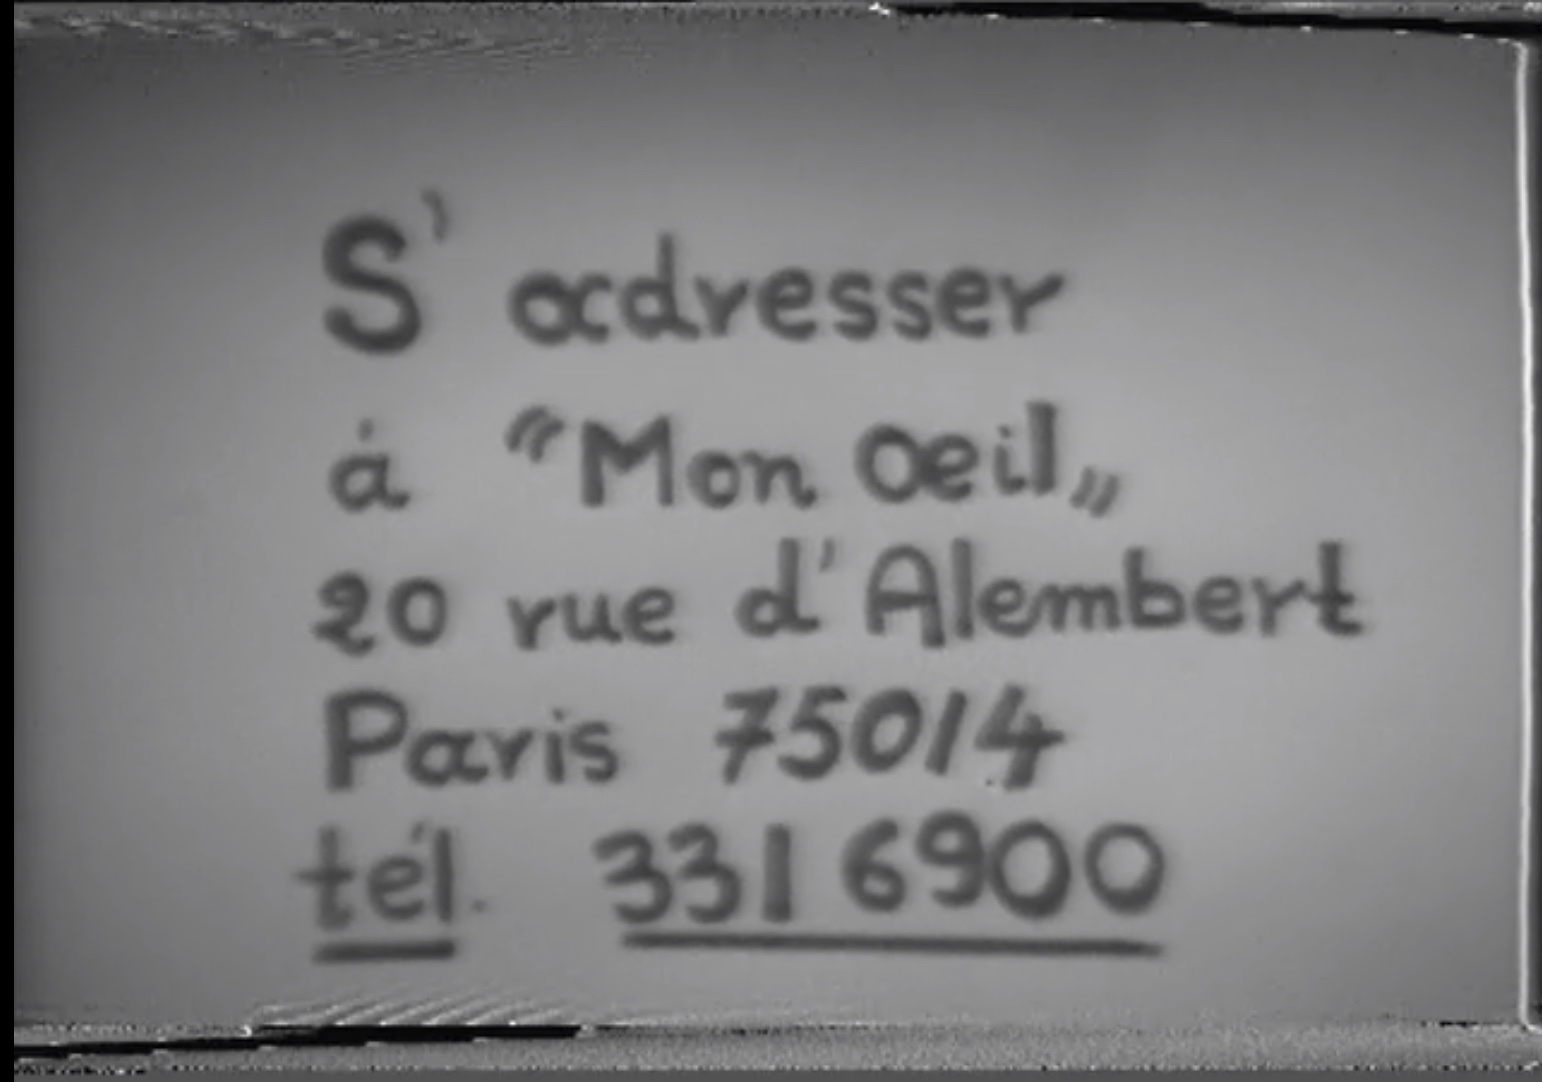 S' adresser
à "Mon Oeil„
20 rue d'Alembert
Paris 75014
tél. 331 6900